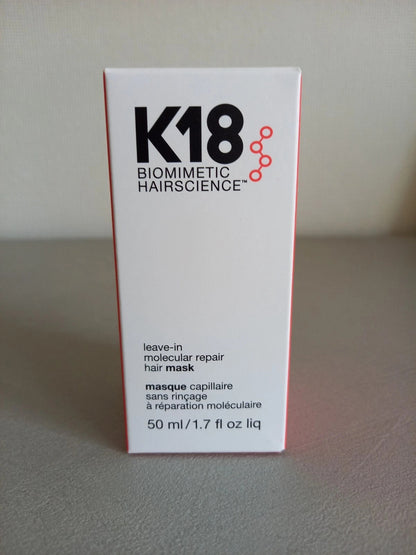 K18
BIOMIMETIC
HAIRSCIENCE™
leave-in
molecular repair
hair mask
masque capillaire
sans rinçage
à réparation moléculaire
50 ml/1.7 fl oz liq